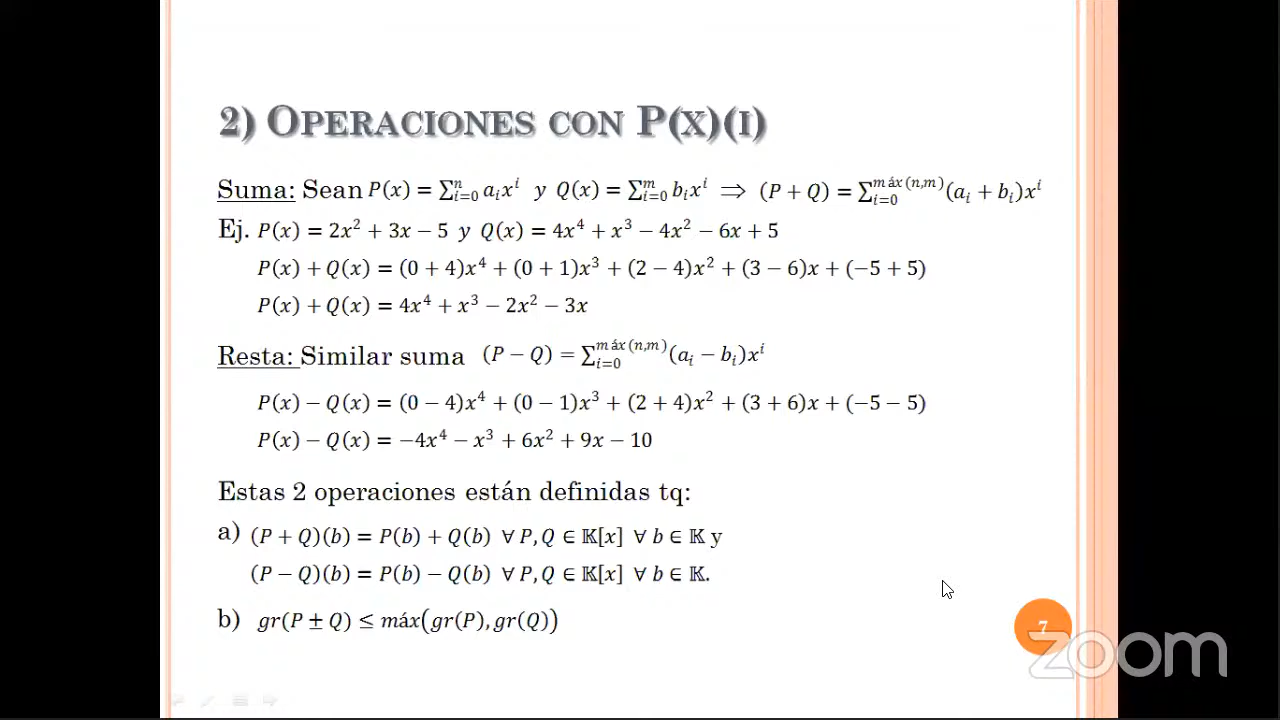 2) OPERACIONES CON P(X)(I)
Suma: Sean P(x) = ∑ⁿᵢ₌₀ aᵢxⁱ y Q(x) = ∑ᵐᵢ₌₀ bᵢxⁱ ⟹ (P + Q) = ∑ᵢ₌₀^{máx(n,m)}(aᵢ + bᵢ)xⁱ
Ej. P(x) = 2x² + 3x − 5 y Q(x) = 4x⁴ + x³ − 4x² − 6x + 5
P(x) + Q(x) = (0 + 4)x⁴ + (0 + 1)x³ + (2 − 4)x² + (3 − 6)x + (−5 + 5)
P(x) + Q(x) = 4x⁴ + x³ − 2x² − 3x
Resta: Similar suma (P − Q) = ∑ᵢ₌₀^{máx(n,m)}(aᵢ − bᵢ)xⁱ
P(x) − Q(x) = (0 − 4)x⁴ + (0 − 1)x³ + (2 + 4)x² + (3 + 6)x + (−5 − 5)
P(x) − Q(x) = −4x⁴ − x³ + 6x² + 9x − 10
Estas 2 operaciones están definidas tq:
a) (P + Q)(b) = P(b) + Q(b) ∀ P, Q ∈ 𝕂[x] ∀ b ∈ 𝕂 y
(P − Q)(b) = P(b) − Q(b) ∀ P, Q ∈ 𝕂[x] ∀ b ∈ 𝕂.
b) gr(P ± Q) ≤ máx(gr(P), gr(Q))
7
zoom